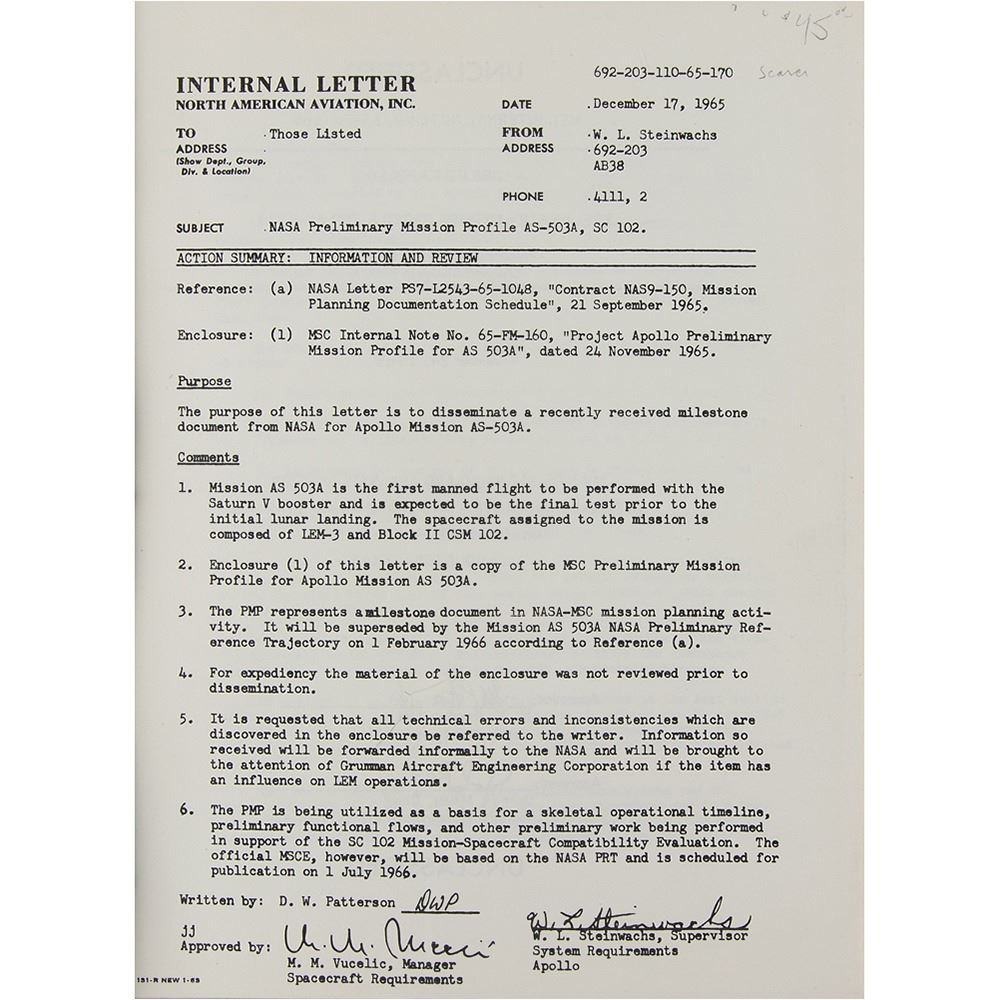 $45.00
692-203-110-65-170
INTERNAL LETTER
NORTH AMERICAN AVIATION, INC.
DATE .December 17, 1965
TO .Those Listed FROM .W. L. Steinwachs
ADDRESS . ADDRESS .692-203
(Show Dept., Group, AB38
Div. & Location)
PHONE .4111, 2
SUBJECT .NASA Preliminary Mission Profile AS-503A, SC 102.
ACTION SUMMARY: INFORMATION AND REVIEW
Reference: (a) NASA Letter PS7-L2543-65-1048, "Contract NAS9-150, Mission
Planning Documentation Schedule", 21 September 1965.
Enclosure: (1) MSC Internal Note No. 65-FM-160, "Project Apollo Preliminary
Mission Profile for AS 503A", dated 24 November 1965.
Purpose
The purpose of this letter is to disseminate a recently received milestone
document from NASA for Apollo Mission AS-503A.
Comments
1. Mission AS 503A is the first manned flight to be performed with the
Saturn V booster and is expected to be the final test prior to the
initial lunar landing. The spacecraft assigned to the mission is
composed of LEM-3 and Block II CSM 102.
2. Enclosure (1) of this letter is a copy of the MSC Preliminary Mission
Profile for Apollo Mission AS 503A.
3. The PMP represents a milestone document in NASA-MSC mission planning acti-
vity. It will be superseded by the Mission AS 503A NASA Preliminary Ref-
erence Trajectory on 1 February 1966 according to Reference (a).
4. For expediency the material of the enclosure was not reviewed prior to
dissemination.
5. It is requested that all technical errors and inconsistencies which are
discovered in the enclosure be referred to the writer. Information so
received will be forwarded informally to the NASA and will be brought to
the attention of Grumman Aircraft Engineering Corporation if the item has
an influence on LEM operations.
6. The PMP is being utilized as a basis for a skeletal operational timeline,
preliminary functional flows, and other preliminary work being performed
in support of the SC 102 Mission-Spacecraft Compatibility Evaluation. The
official MSCE, however, will be based on the NASA PRT and is scheduled for
publication on 1 July 1966.
Written by: D. W. Patterson DWP
W. L. Steinwachs
JJ W. L. Steinwachs, Supervisor
Approved by: System Requirements
M. M. Vucelic, Manager Apollo
Spacecraft Requirements
131-R NEW 1-63